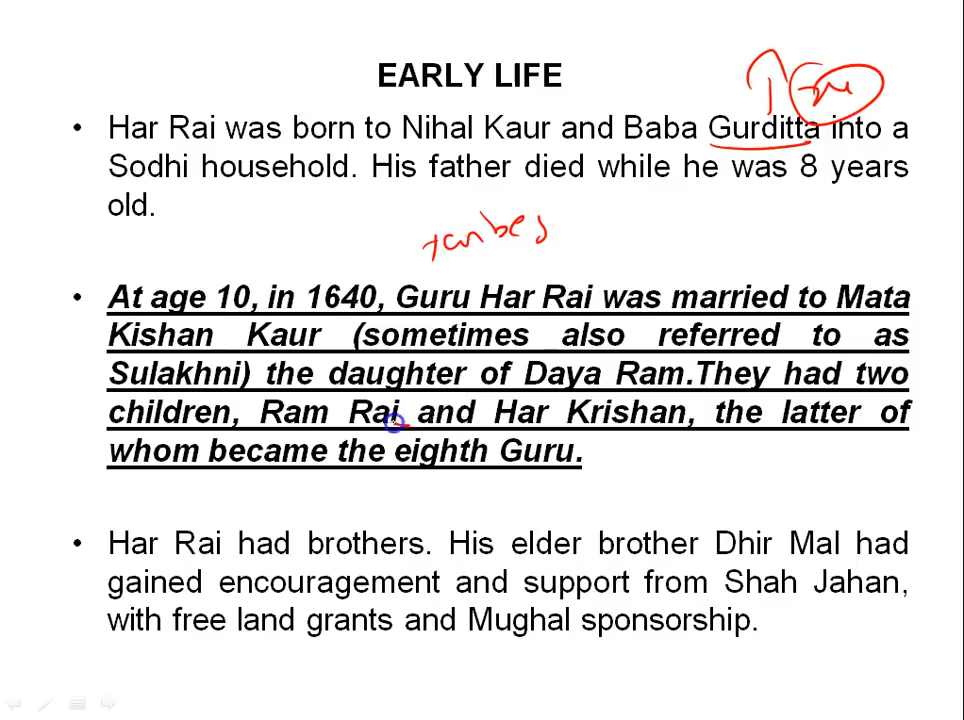 EARLY LIFE
• Har Rai was born to Nihal Kaur and Baba Gurditta into a
Sodhi household. His father died while he was 8 years
old.
• At age 10, in 1640, Guru Har Rai was married to Mata
Kishan Kaur (sometimes also referred to as
Sulakhni) the daughter of Daya Ram.They had two
children, Ram Rai and Har Krishan, the latter of
whom became the eighth Guru.
• Har Rai had brothers. His elder brother Dhir Mal had
gained encouragement and support from Shah Jahan,
with free land grants and Mughal sponsorship.